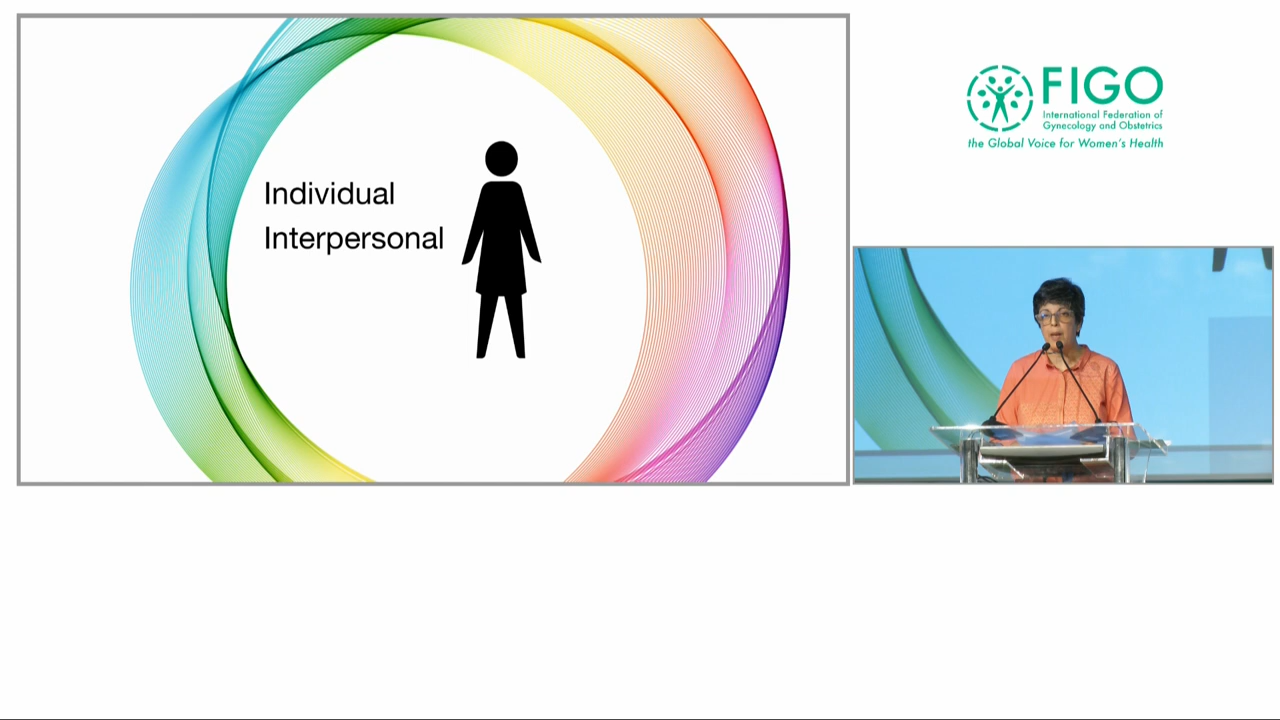 Individual
Interpersonal
FIGO
International Federation of
Gynecology and Obstetrics
the Global Voice for Women's Health